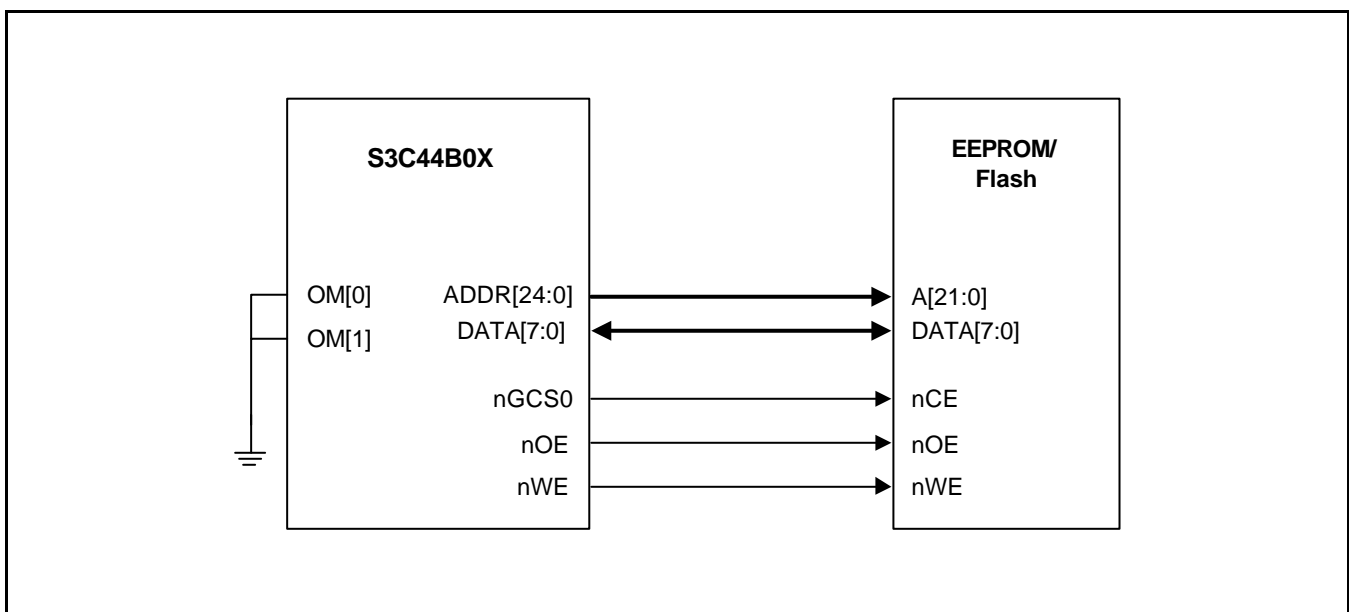 S3C44B0X
EEPROM/
Flash
OM[0]
OM[1]
ADDR[24:0]
DATA[7:0]
nGCS0
nOE
nWE
A[21:0]
DATA[7:0]
nCE
nOE
nWE